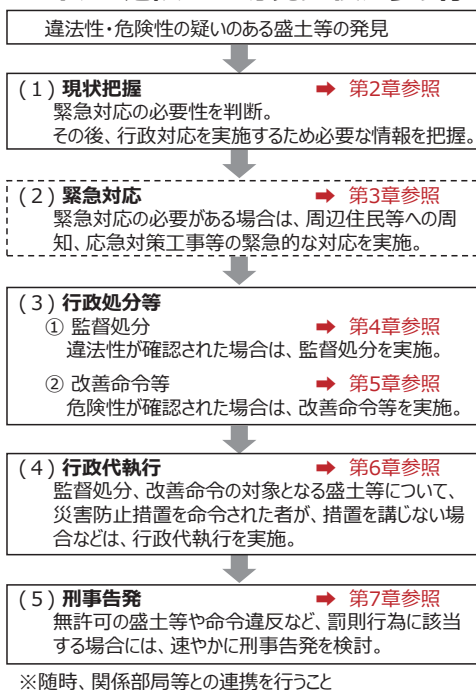 違法性・危険性の疑いのある盛土等の発見
(1) 現状把握 ➡ 第2章参照
緊急対応の必要性を判断。
その後、行政対応を実施するため必要な情報を把握。
(2) 緊急対応 ➡ 第3章参照
緊急対応の必要がある場合は、周辺住民等への周
知、応急対策工事等の緊急的な対応を実施。
(3) 行政処分等
① 監督処分 ➡ 第4章参照
違法性が確認された場合は、監督処分を実施。
② 改善命令等 ➡ 第5章参照
危険性が確認された場合は、改善命令等を実施。
(4) 行政代執行 ➡ 第6章参照
監督処分、改善命令の対象となる盛土等について、
災害防止措置を命令された者が、措置を講じない場
合などは、行政代執行を実施。
(5) 刑事告発 ➡ 第7章参照
無許可の盛土等や命令違反など、罰則行為に該当
する場合には、速やかに刑事告発を検討。
※随時、関係部局等との連携を行うこと